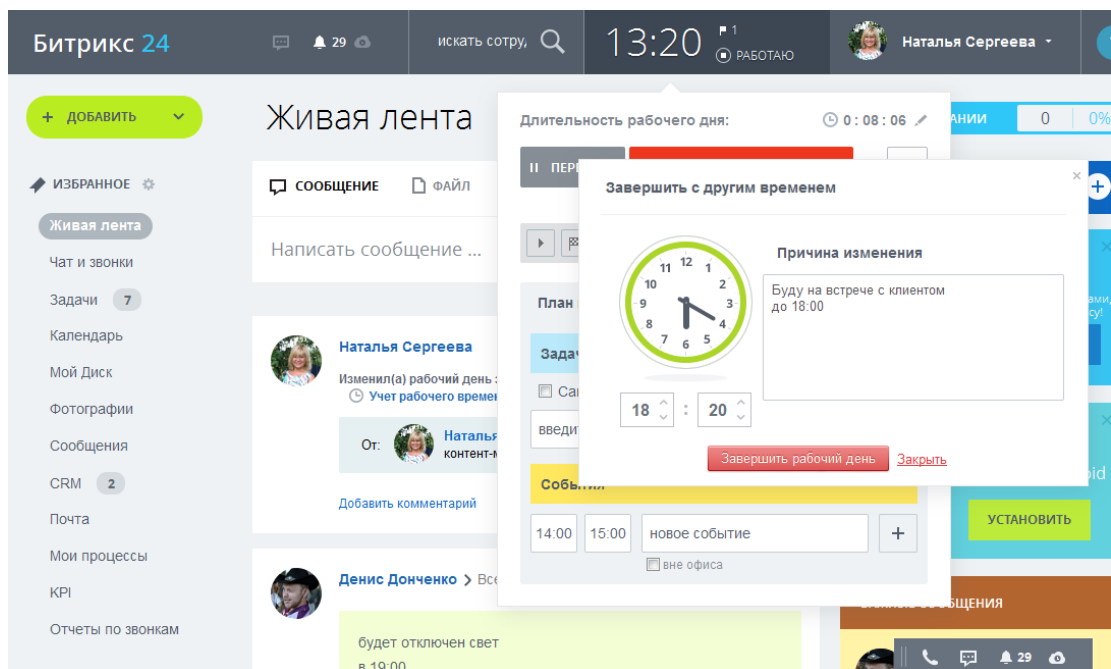 Битрикс 24
29
искать сотру,
13:20
1
РАБОТАЮ
Наталья Сергеева
+ ДОБАВИТЬ
ИЗБРАННОЕ
Живая лента
Чат и звонки
Задачи 7
Календарь
Мой Диск
Фотографии
Сообщения
CRM 2
Почта
Мои процессы
KPI
Отчеты по звонкам
Живая лента
СООБЩЕНИЕ
ФАЙЛ
Написать сообщение ...
Наталья Сергеева
Изменил(а) рабочий день
Учет рабочего
От:
контент-
Добавить комментарий
Денис Донченко
будет отключен свет
в 19:00
Длительность рабочего дня:
0 : 08 : 06
План
введи
События
14:00
15:00
новое событие
+
вне офиса
Завершить с другим временем
×
12
11
1
10
2
9
3
8
4
7
5
6
18 : 20
Причина изменения
Буду на встрече с клиентом
до 18:00
Завершить рабочий день
Закрыть
0
0%
УСТАНОВИТЬ
29